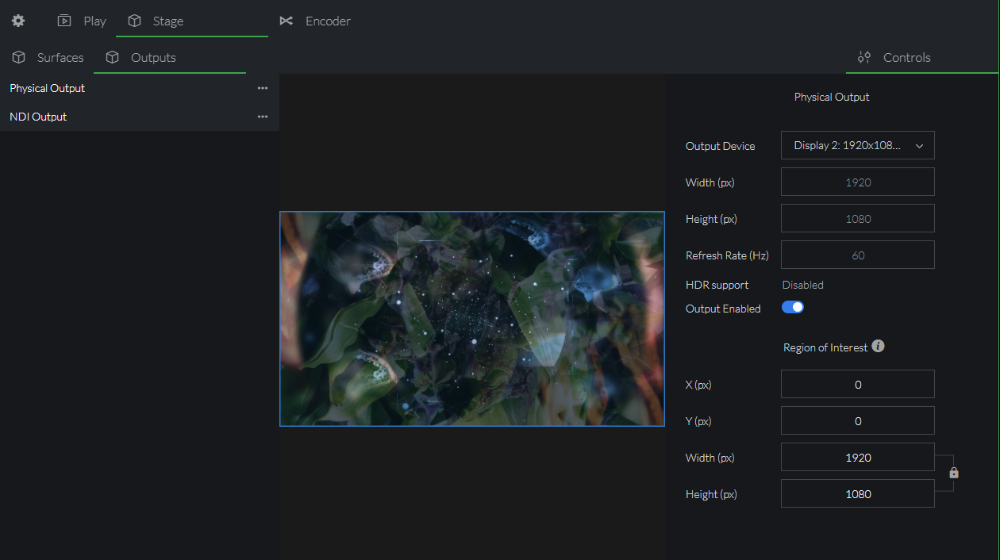 Play
Stage
Encoder
Surfaces
Outputs
Controls
Physical Output
NDI Output
Physical Output
Output Device
Display 2: 1920x108...
Width (px)
1920
Height (px)
1080
Refresh Rate (Hz)
60
HDR support
Disabled
Output Enabled
Region of Interest
X (px)
0
Y (px)
0
Width (px)
1920
Height (px)
1080